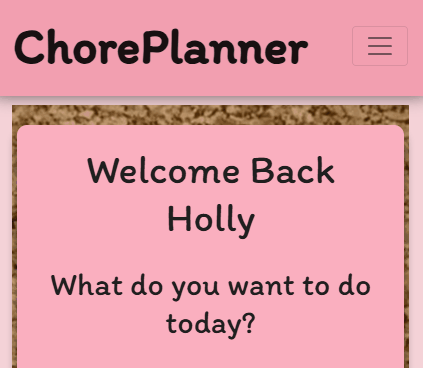 ChorePlanner
Welcome Back
Holly
What do you want to do
today?